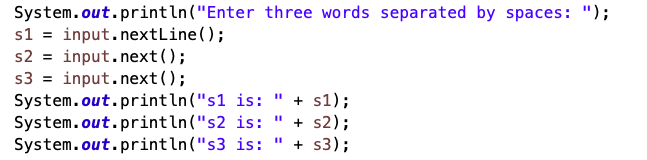 System.out.println("Enter three words separated by spaces: ");
s1 = input.nextLine();
s2 = input.next();
s3 = input.next();
System.out.println("s1 is: " + s1);
System.out.println("s2 is: " + s2);
System.out.println("s3 is: " + s3);